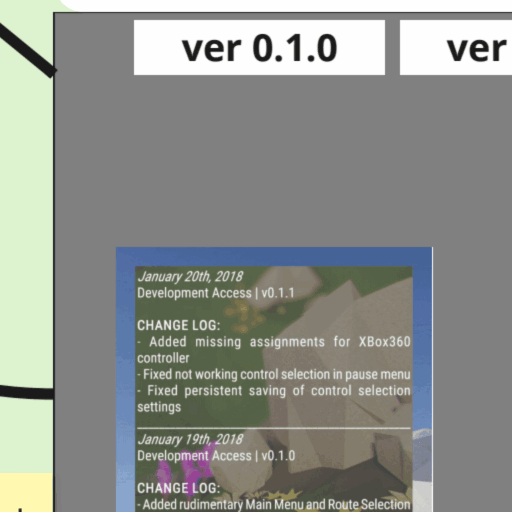 ver 0.1.0
ver
January 20th, 2018
Development Access | v0.1.1
CHANGE LOG:
- Added missing assignments for XBox360
controller
- Fixed not working control selection in pause menu
- Fixed persistent saving of control selection
settings
January 19th, 2018
Development Access | v0.1.0
CHANGE LOG:
- Added rudimentary Main Menu and Route Selection